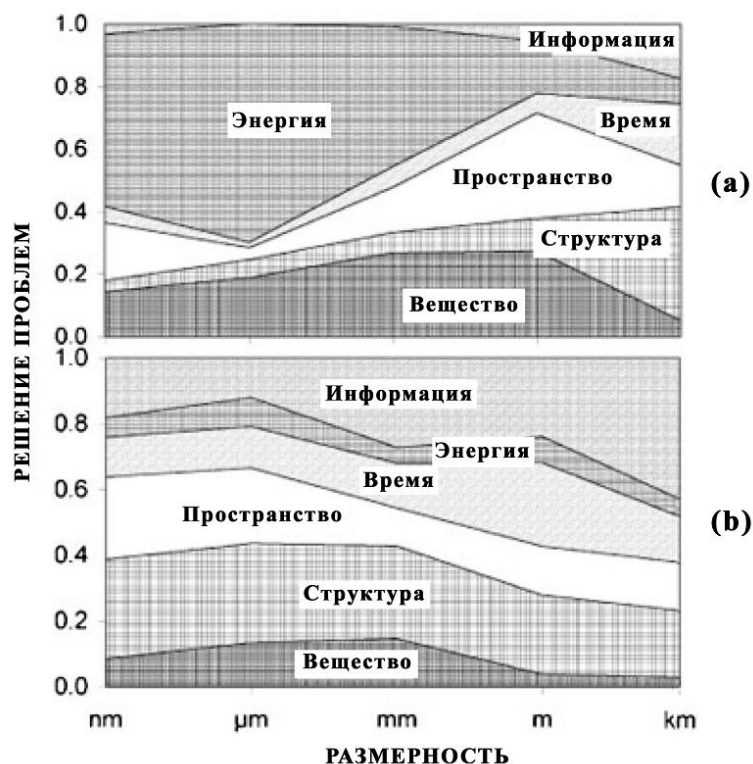 1.0
Информация
0.8
Энергия
Время
0.6
Пространство
(a)
0.4
Структура
0.2
Вещество
0.0
РЕШЕНИЕ ПРОБЛЕМ
1.0
Информация
0.8
Энергия
Время
0.6
Пространство
(b)
0.4
Структура
0.2
Вещество
0.0
nm µm mm m km
РАЗМЕРНОСТЬ